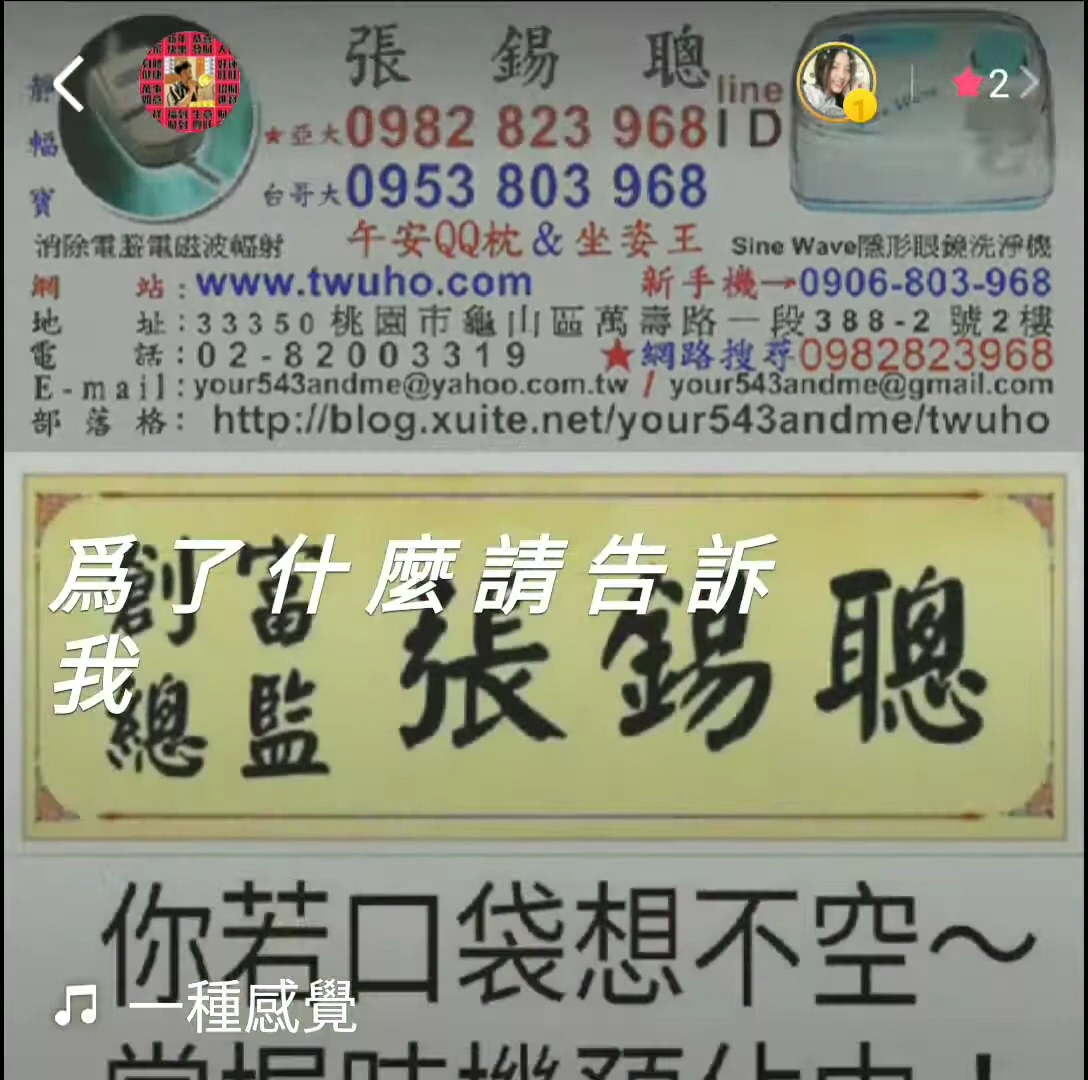 張錫聰
靜幅寶
★亞大0982 823 968
line ID
台哥大0953 803 968
2
1
消除電腦電磁波輻射
午安QQ枕&坐姿王
Sine Wave隱形眼鏡洗淨機
網站:www.twuho.com
新手機→0906-803-968
地址:33350桃園市龜山區萬壽路一段388-2 號2樓
電話:02-82003319
★網路搜尋0982823968
E-mail:your543andme@yahoo.com.tw / your543andme@gmail.com
部落格:http://blog.xuite.net/your543andme/twuho
創富總監
張錫聰
爲了什麼請告訴
我
你若口袋想不空～
一種感覺